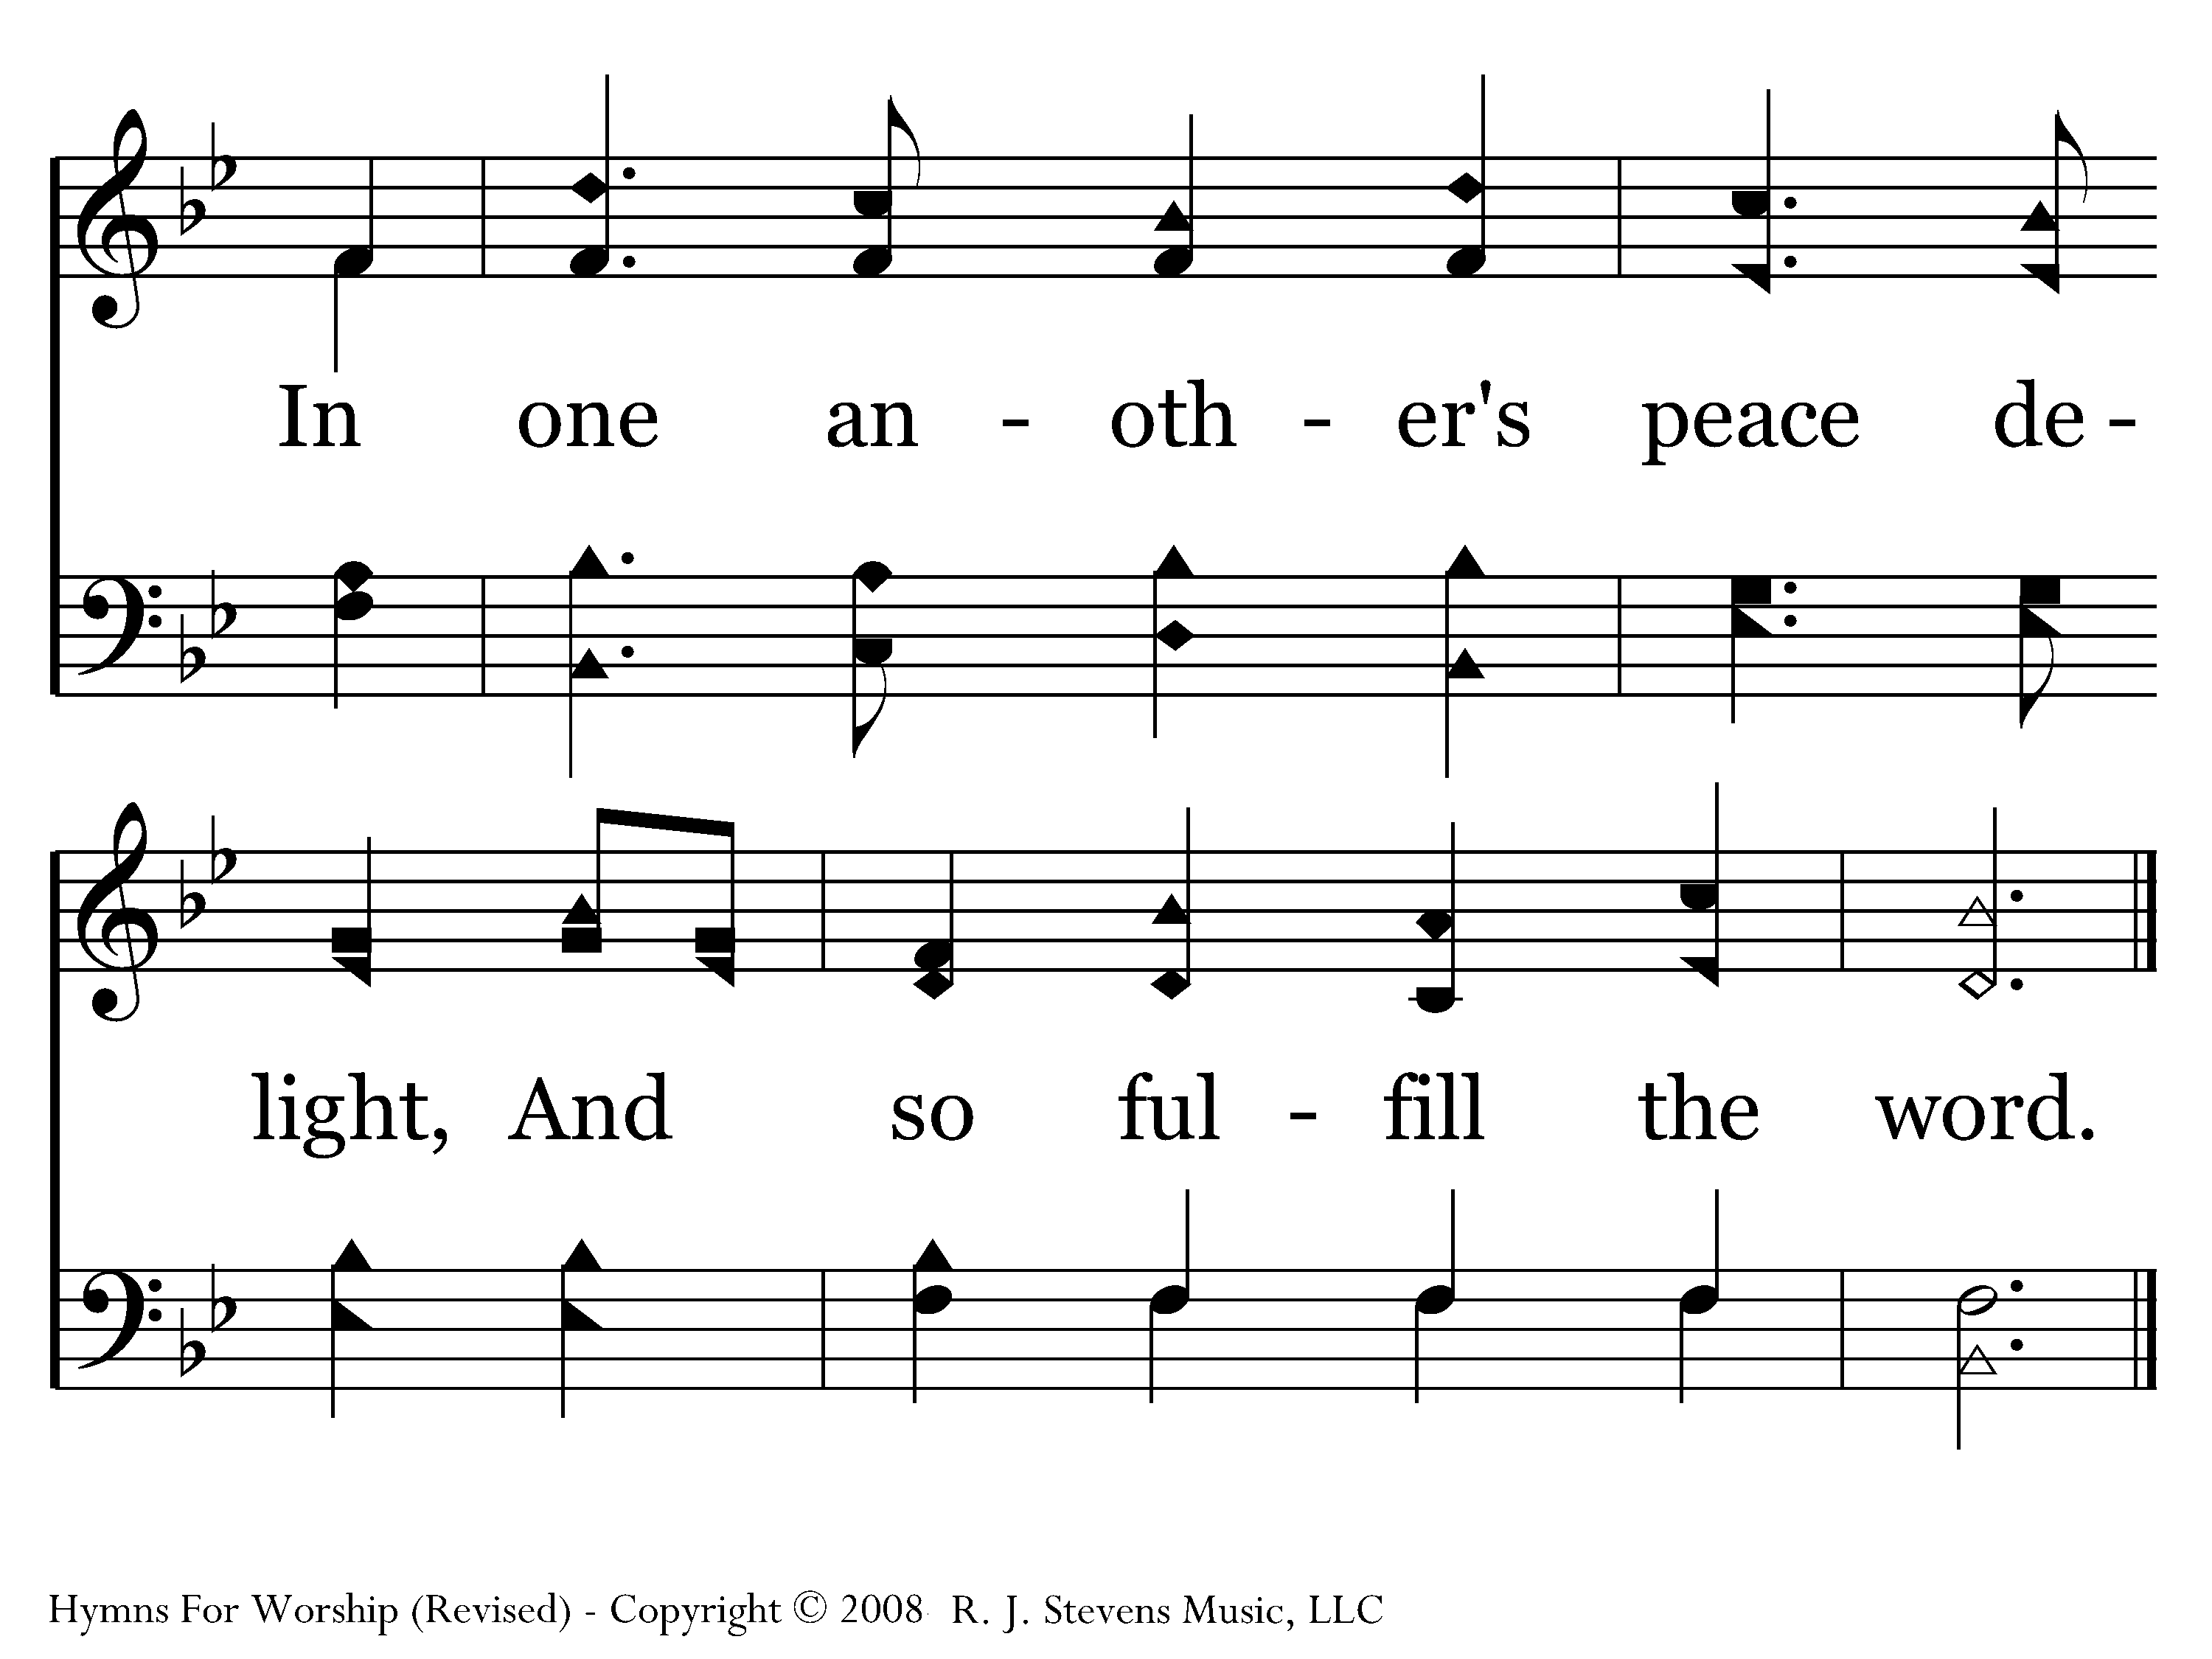 In one an - oth - er's peace de -
light, And so ful - fill the word.
Hymns For Worship (Revised) - Copyright © 2008 R. J. Stevens Music, LLC